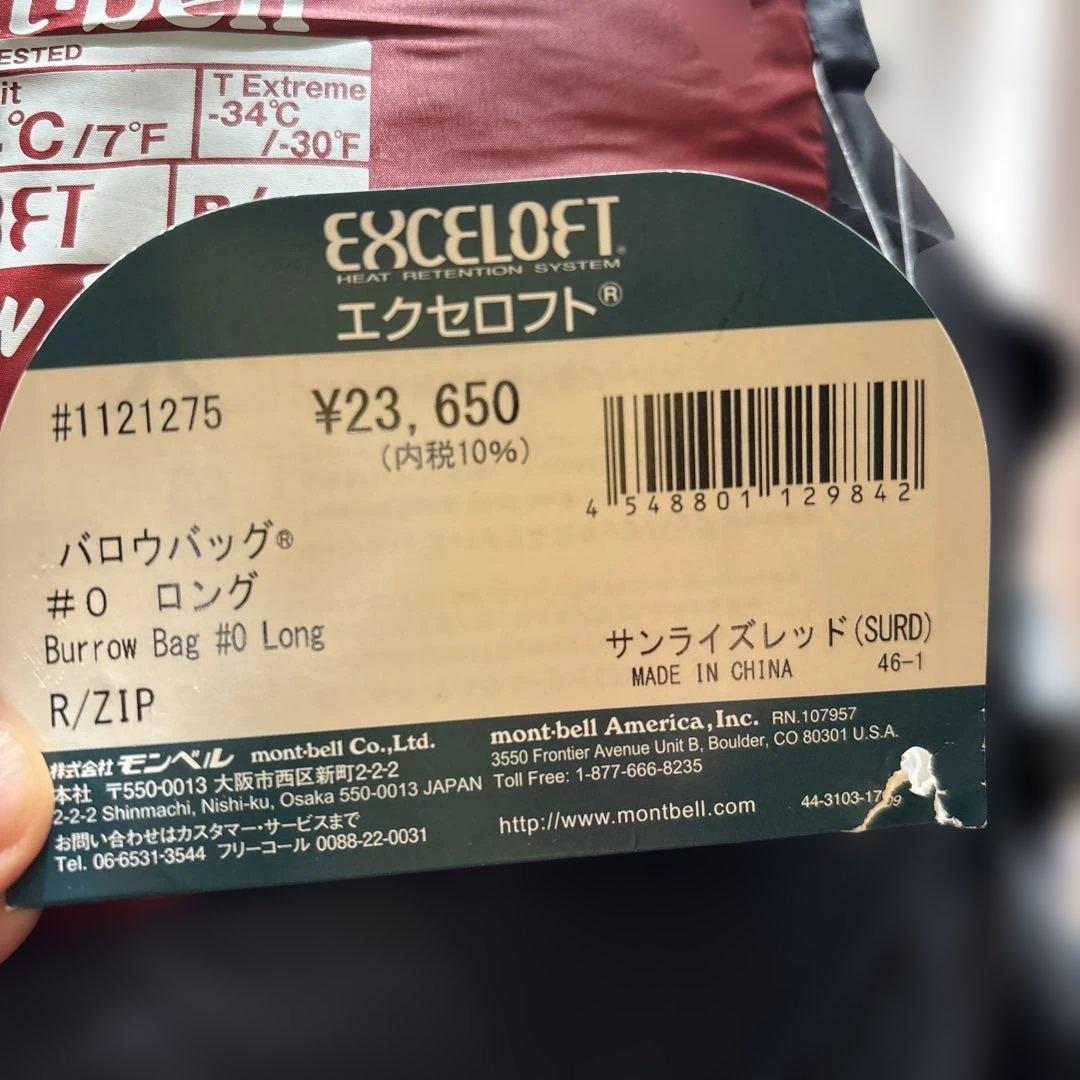 ESTED
it
°C/7°F
T Extreme
-34°C
/-30°F
EXCELOFT®
HEAT RETENTION SYSTEM
エクセロフト®
#1121275
¥23,650
(内税10%)
4 548801 129842
バロウバッグ®
#0 ロング
Burrow Bag #0 Long
R/ZIP
サンライズレッド(SURD)
MADE IN CHINA
46-1
株式会社 モンベル mont-bell Co.,Ltd.
本社 〒550-0013 大阪市西区新町2-2-2
2-2-2 Shinmachi, Nishi-ku, Osaka 550-0013 JAPAN
お問い合わせはカスタマー・サービスまで
Tel. 06-6531-3544 フリーコール 0088-22-0031
mont-bell America,Inc. RN.107957
3550 Frontier Avenue Unit B, Boulder, CO 80301 U.S.A.
Toll Free: 1-877-666-8235
http://www.montbell.com
44-3103-1709